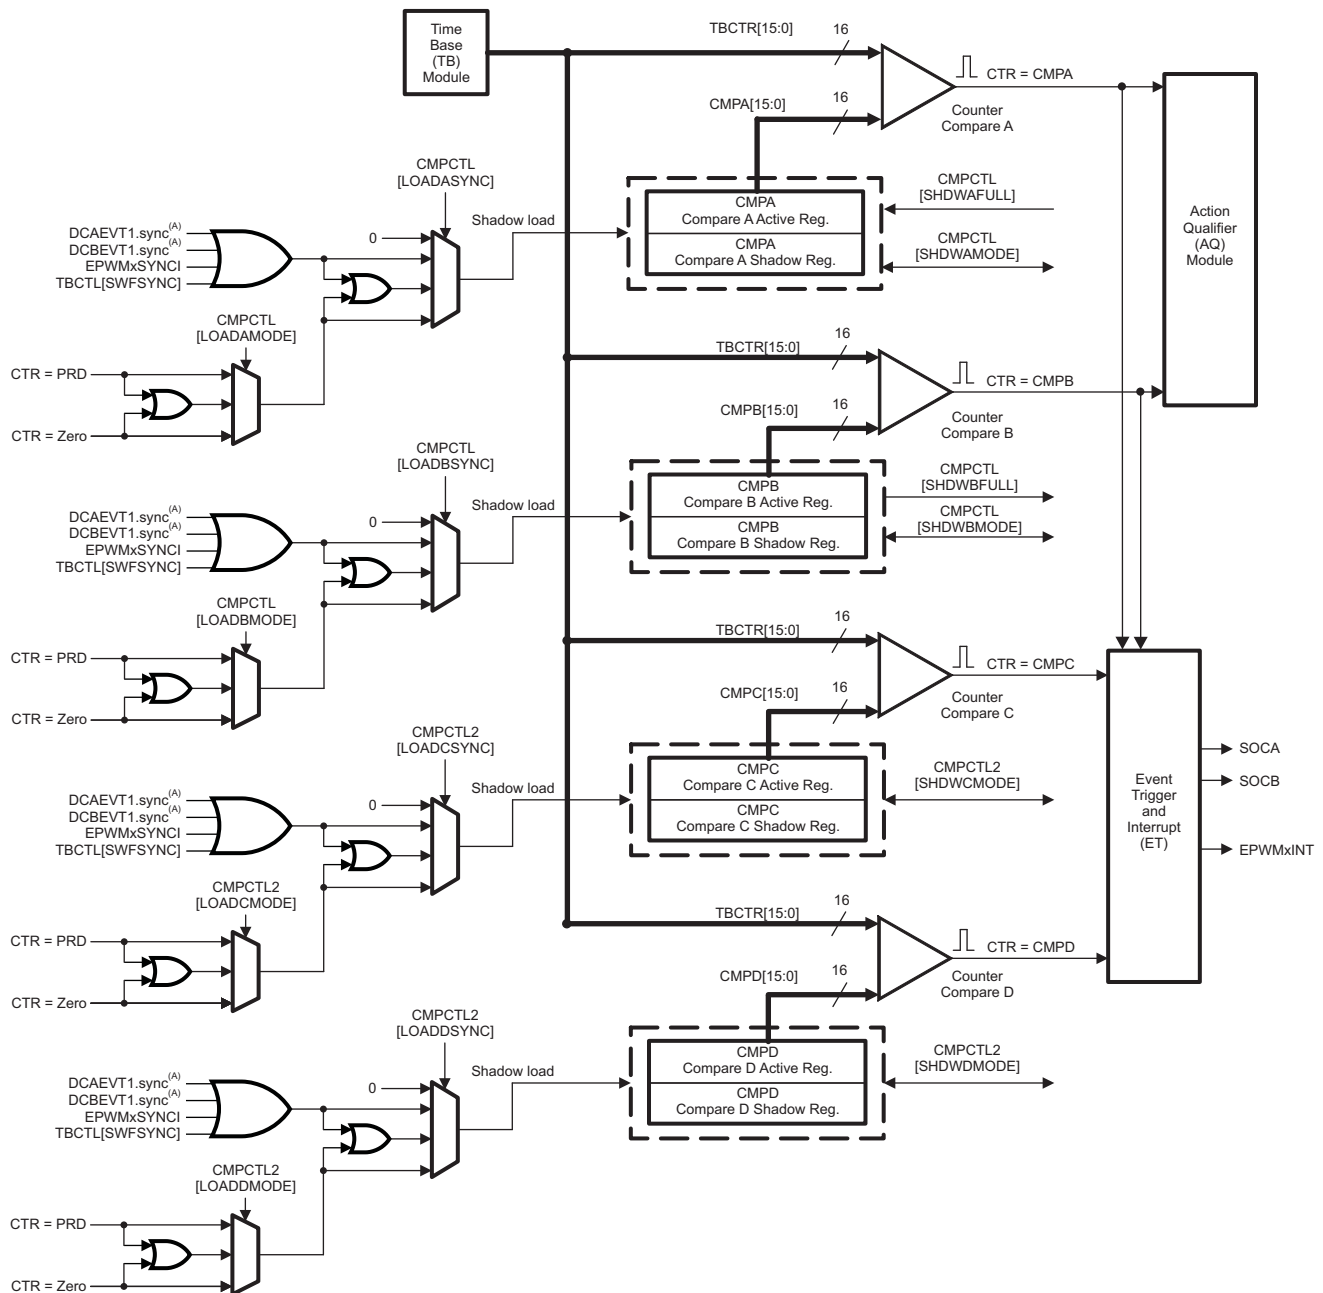 Time
Base
(TB)
Module
TBCTR[15:0]
16
CTR = CMPA
CMPA[15:0]
16
Counter
Compare A
CMPCTL
[LOADASYNC]
Shadow load
0
DCAEVT1.sync(A)
DCBEVT1.sync(A)
EPWMxSYNCI
TBCTL[SWFSYNC]
CMPA
Compare A Active Reg.
CMPA
Compare A Shadow Reg.
CMPCTL
[SHDWAFULL]
CMPCTL
[SHDWAMODE]
Action
Qualifier
(AQ)
Module
CMPCTL
[LOADAMODE]
CTR = PRD
CTR = Zero
TBCTR[15:0]
16
CTR = CMPB
CMPB[15:0]
16
Counter
Compare B
CMPCTL
[LOADBSYNC]
Shadow load
0
DCAEVT1.sync(A)
DCBEVT1.sync(A)
EPWMxSYNCI
TBCTL[SWFSYNC]
CMPB
Compare B Active Reg.
CMPB
Compare B Shadow Reg.
CMPCTL
[SHDWBFULL]
CMPCTL
[SHDWBMODE]
CMPCTL
[LOADBMODE]
CTR = PRD
CTR = Zero
TBCTR[15:0]
16
CTR = CMPC
CMPC[15:0]
16
Counter
Compare C
CMPCTL2
[LOADCSYNC]
Shadow load
0
DCAEVT1.sync(A)
DCBEVT1.sync(A)
EPWMxSYNCI
TBCTL[SWFSYNC]
CMPC
Compare C Active Reg.
CMPC
Compare C Shadow Reg.
CMPCTL2
[SHDWCMODE]
Event
Trigger
and
Interrupt
(ET)
SOCA
SOCB
EPWMxINT
CMPCTL2
[LOADCMODE]
CTR = PRD
CTR = Zero
TBCTR[15:0]
16
CTR = CMPD
CMPD[15:0]
16
Counter
Compare D
CMPCTL2
[LOADDSYNC]
Shadow load
0
DCAEVT1.sync(A)
DCBEVT1.sync(A)
EPWMxSYNCI
TBCTL[SWFSYNC]
CMPD
Compare D Active Reg.
CMPD
Compare D Shadow Reg.
CMPCTL2
[SHDWDMODE]
CMPCTL2
[LOADDMODE]
CTR = PRD
CTR = Zero